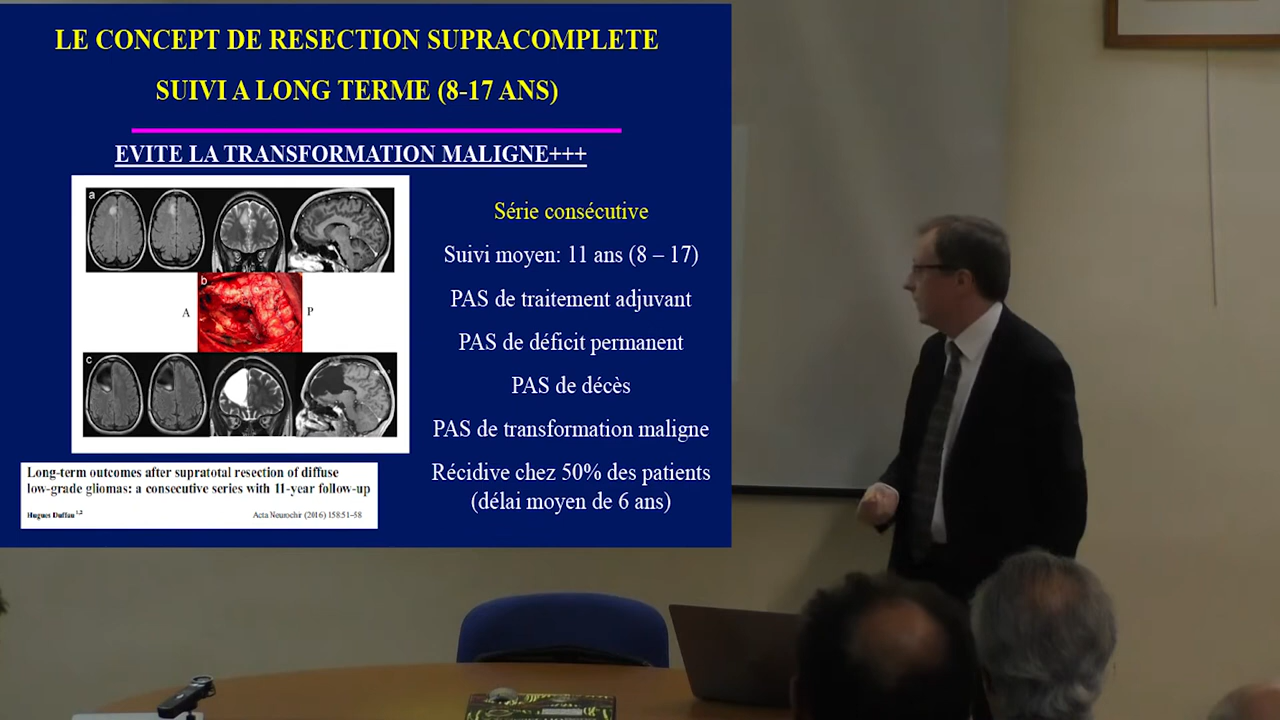 LE CONCEPT DE RESECTION SUPRACOMPLETE
SUIVI A LONG TERME (8-17 ANS)
EVITE LA TRANSFORMATION MALIGNE+++
a
b
A
P
c
Série consécutive
Suivi moyen: 11 ans (8 – 17)
PAS de traitement adjuvant
PAS de déficit permanent
PAS de décès
PAS de transformation maligne
Récidive chez 50% des patients
(délai moyen de 6 ans)
Long-term outcomes after supratotal resection of diffuse
low-grade gliomas: a consecutive series with 11-year follow-up
Hugues Duffau 1,2
Acta Neurochir (2016) 158:51–58